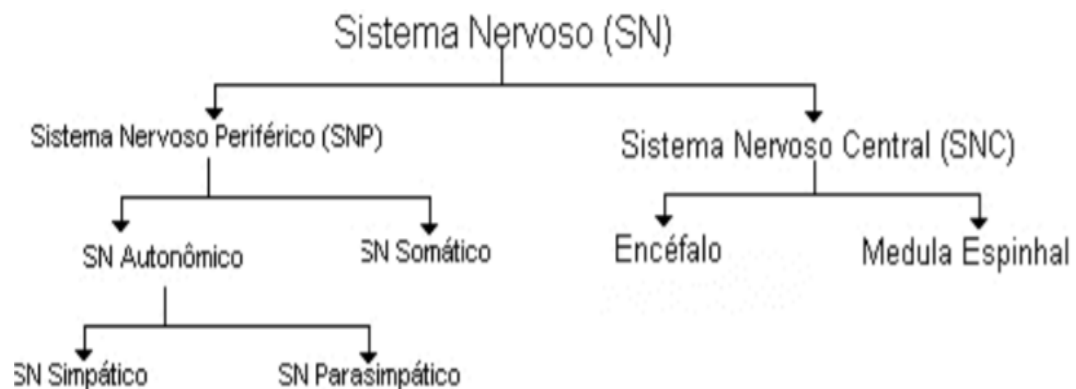 Sistema Nervoso (SN)
Sistema Nervoso Periférico (SNP)
Sistema Nervoso Central (SNC)
SN Autonômico
SN Somático
Encéfalo
Medula Espinhal
SN Simpático
SN Parasimpático